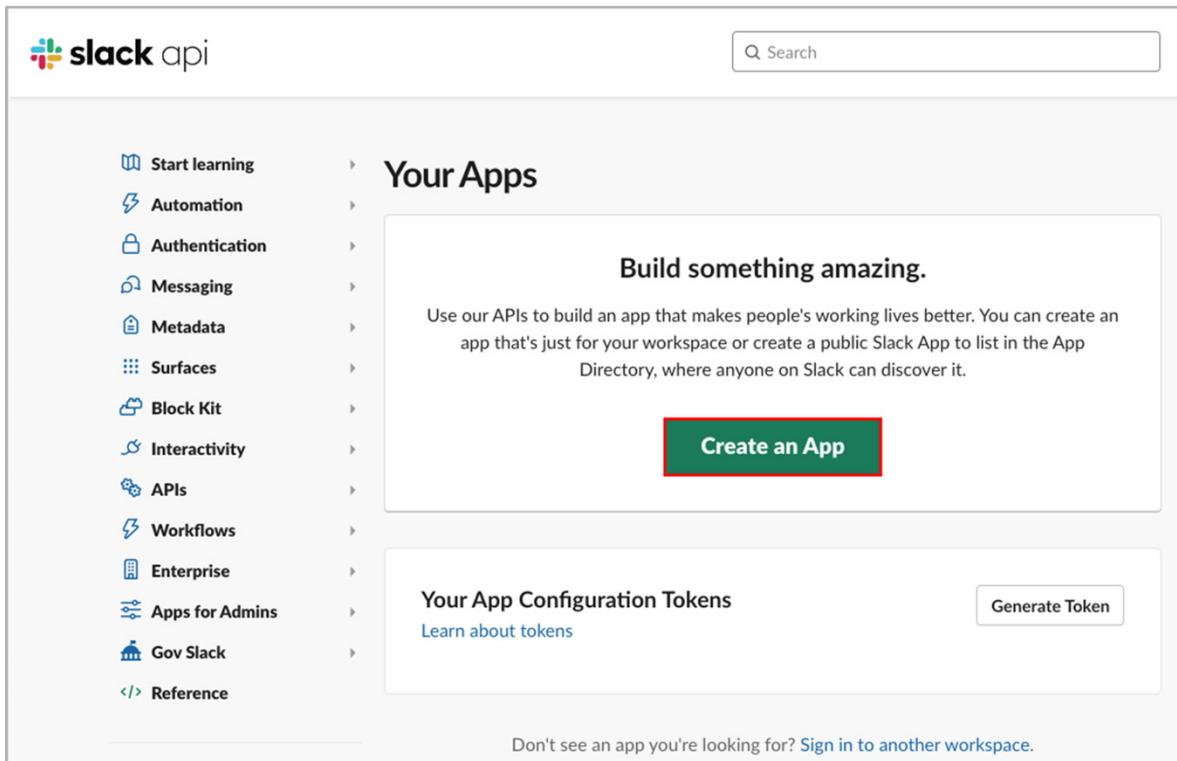 slack api
Search
Start learning
Automation
Authentication
Messaging
Metadata
Surfaces
Block Kit
Interactivity
APIs
Workflows
Enterprise
Apps for Admins
Gov Slack
</> Reference
Your Apps
Build something amazing.
Use our APIs to build an app that makes people's working lives better. You can create an
app that's just for your workspace or create a public Slack App to list in the App
Directory, where anyone on Slack can discover it.
Create an App
Your App Configuration Tokens
Learn about tokens
Generate Token
Don't see an app you're looking for? Sign in to another workspace.